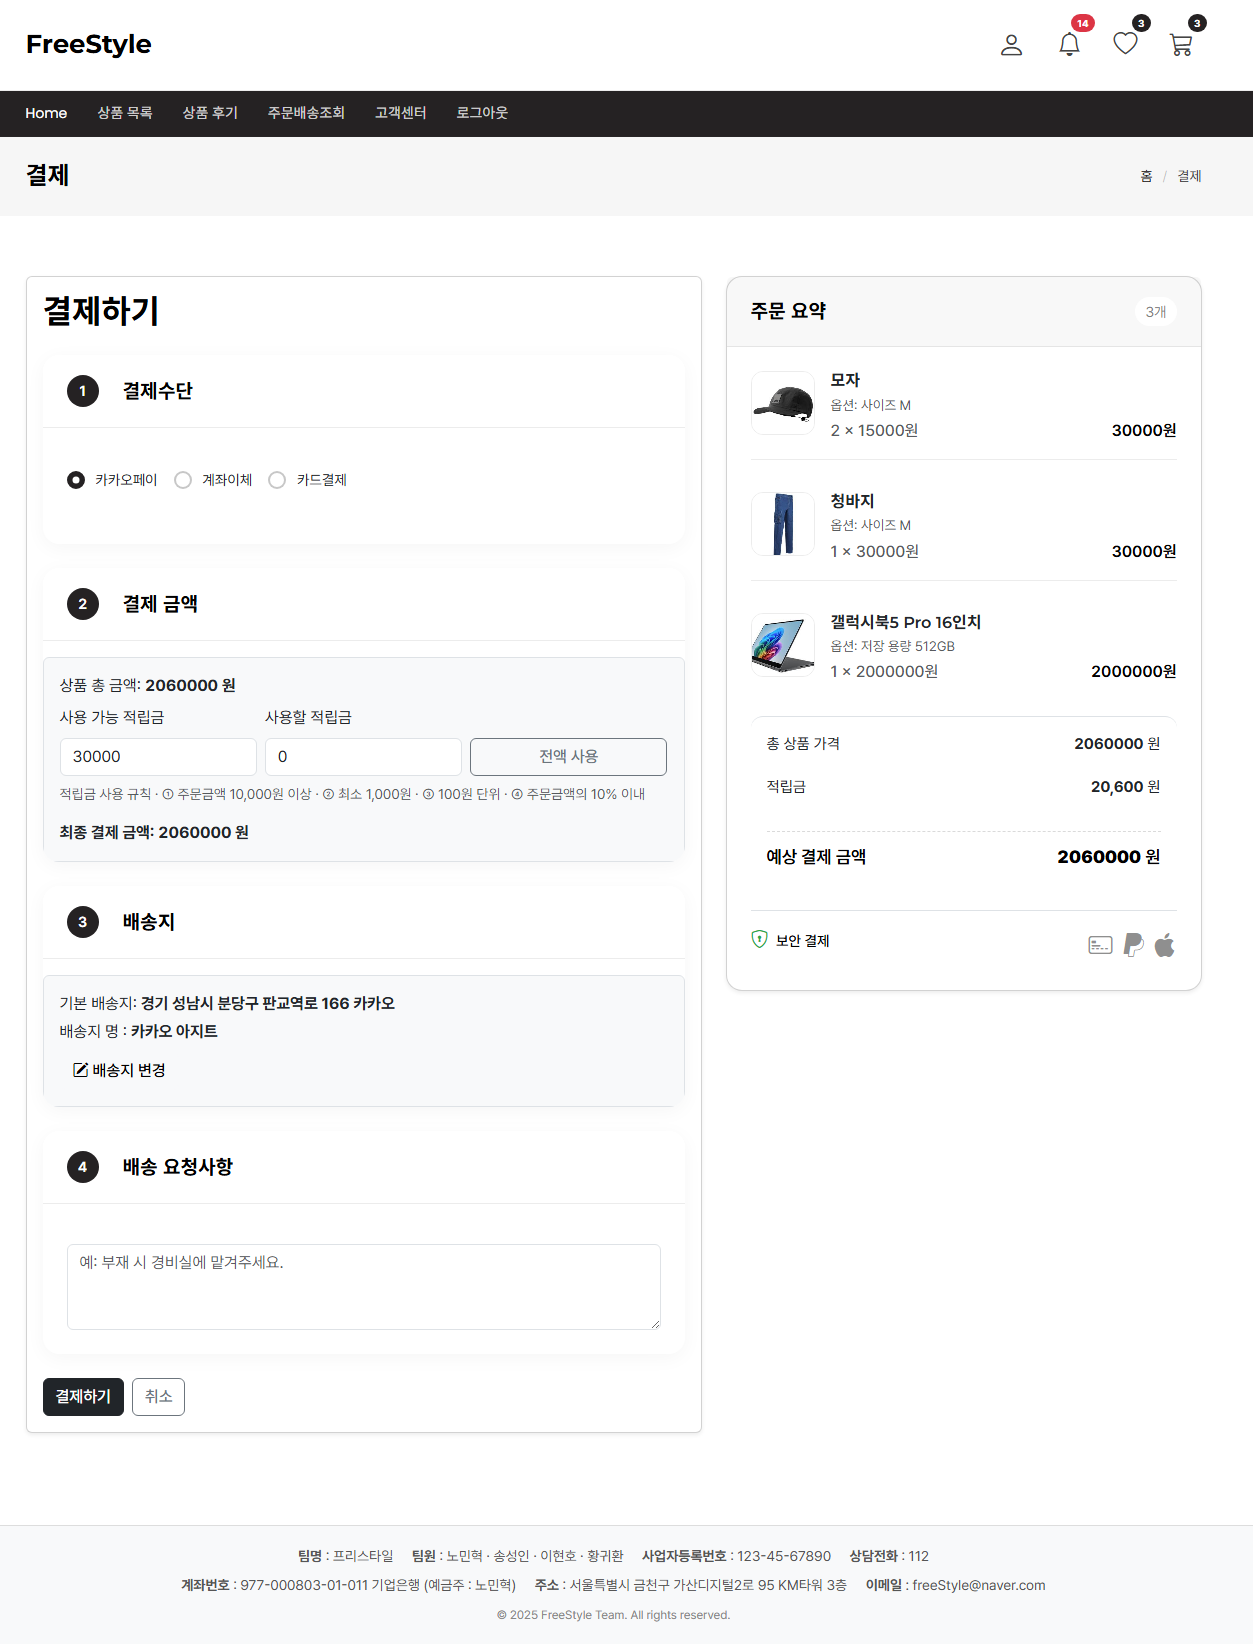 FreeStyle
14
3
3
Home 상품 목록 상품 후기 주문배송조회 고객센터 로그아웃
결제
홈 / 결제
결제하기
1 결제수단
카카오페이 계좌이체 카드결제
2 결제 금액
상품 총 금액: 2060000 원
사용 가능 적립금 사용할 적립금
30000 0 전액 사용
적립금 사용 규칙 · ① 주문금액 10,000원 이상 · ② 최소 1,000원 · ③ 100원 단위 · ④ 주문금액의 10% 이내
최종 결제 금액: 2060000 원
3 배송지
기본 배송지: 경기 성남시 분당구 판교역로 166 카카오
배송지 명 : 카카오 아지트
배송지 변경
4 배송 요청사항
예: 부재 시 경비실에 맡겨주세요.
결제하기 취소
주문 요약 3개
모자
옵션: 사이즈 M
2 × 15000원 30000원
청바지
옵션: 사이즈 M
1 × 30000원 30000원
갤럭시북5 Pro 16인치
옵션: 저장 용량 512GB
1 × 2000000원 2000000원
총 상품 가격 2060000 원
적립금 20,600 원
예상 결제 금액 2060000 원
보안 결제
팀명 : 프리스타일 팀원 : 노민혁 · 송성인 · 이현호 · 황귀환 사업자등록번호 : 123-45-67890 상담전화 : 112
계좌번호 : 977-000803-01-011 기업은행 (예금주 : 노민혁) 주소 : 서울특별시 금천구 가산디지털2로 95 KM타워 3층 이메일 : freeStyle@naver.com
© 2025 FreeStyle Team. All rights reserved.